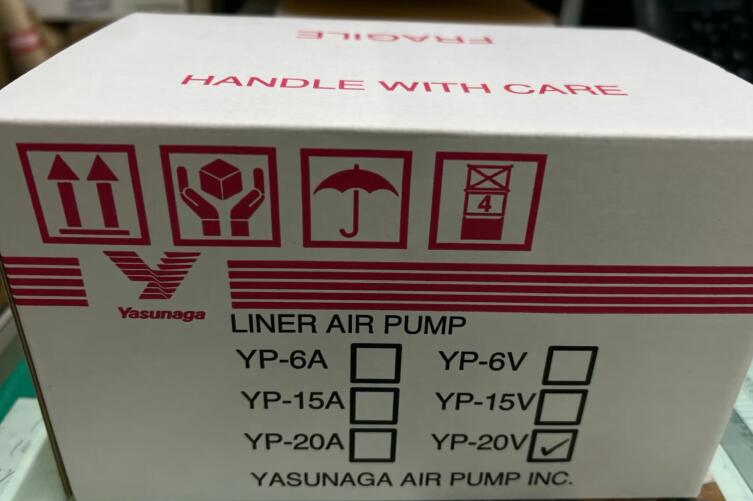 FRAGILE
HANDLE WITH CARE
4
Yasunaga
LINER AIR PUMP
YP-6A YP-6V
YP-15A YP-15V
YP-20A YP-20V
YASUNAGA AIR PUMP INC.